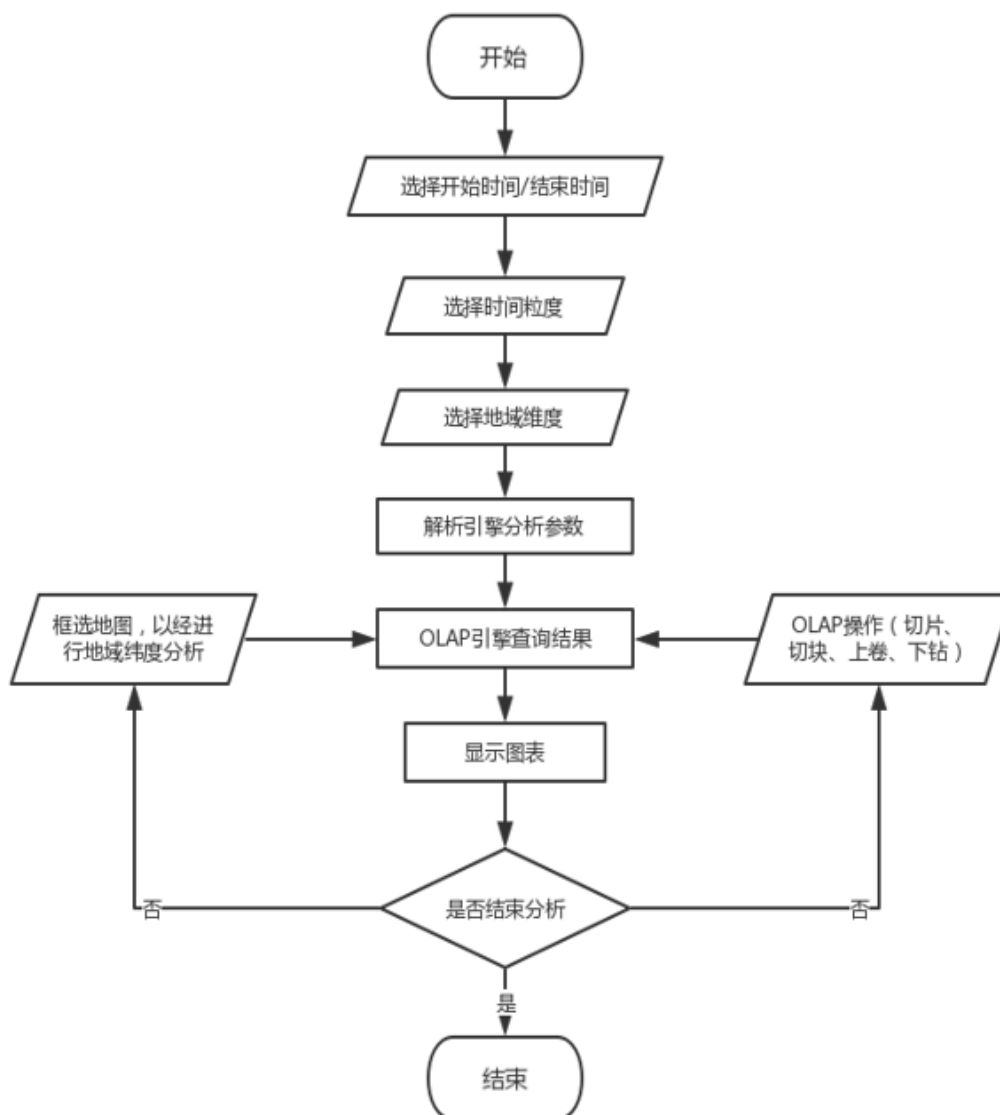 开始
选择开始时间/结束时间
选择时间粒度
选择地域维度
解析引擎分析参数
框选地图，以经进
行地域纬度分析
OLAP引擎查询结果
OLAP操作（切片、
切块、上卷、下钻）
显示图表
否
是否结束分析
否
是
结束